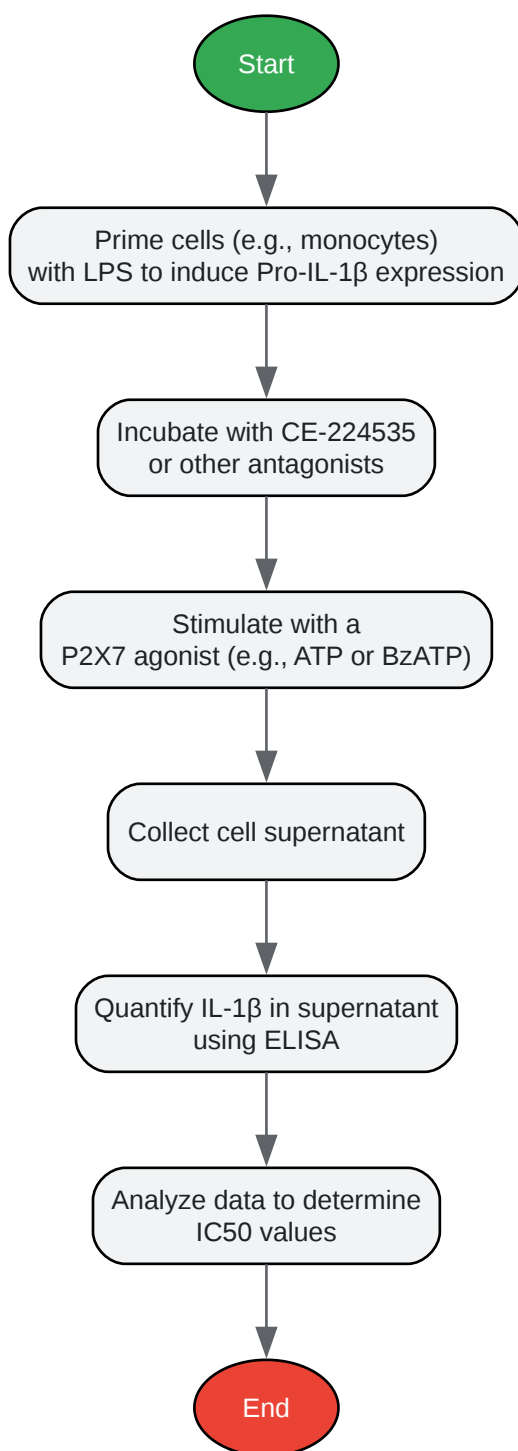 Start
Prime cells (e.g., monocytes)
with LPS to induce Pro-IL-1β expression
Incubate with CE-224535
or other antagonists
Stimulate with a
P2X7 agonist (e.g., ATP or BzATP)
Collect cell supernatant
Quantify IL-1β in supernatant
using ELISA
Analyze data to determine
IC50 values
End